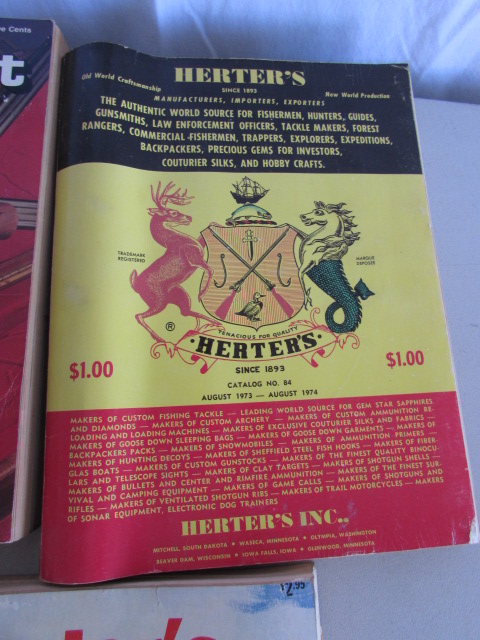 ve Cents
t
Old World Craftsmanship
HERTER'S
SINCE 1893
New World Production
MANUFACTURERS, IMPORTERS, EXPORTERS
THE AUTHENTIC WORLD SOURCE FOR FISHERMEN, HUNTERS, GUIDES,
GUNSMITHS, LAW ENFORCEMENT OFFICERS, TACKLE MAKERS, FOREST
RANGERS, COMMERCIAL FISHERMEN, TRAPPERS, EXPLORERS, EXPEDITIONS,
BACKPACKERS, PRECIOUS GEMS FOR INVESTORS,
COUTURIER SILKS, AND HOBBY CRAFTS.
TRADEMARK
REGISTERED
MARQUE
DEPOSEE
®
TENACIOUS FOR QUALITY
· HERTER'S ·
SINCE 1893
$1.00
$1.00
CATALOG NO. 84
AUGUST 1973 — AUGUST 1974
MAKERS OF CUSTOM FISHING TACKLE — LEADING WORLD SOURCE FOR GEM STAR SAPPHIRES
AND DIAMONDS — MAKERS OF CUSTOM ARCHERY — MAKERS OF CUSTOM AMMUNITION RE-
LOADING AND LOADING MACHINES — MAKERS OF EXCLUSIVE COUTURIER SILKS AND FABRICS —
MAKERS OF GOOSE DOWN SLEEPING BAGS — MAKERS OF GOOSE DOWN GARMENTS — MAKERS OF
BACKPACKERS PACKS — MAKERS OF SNOWMOBILES — MAKERS OF AMMUNITION PRIMERS —
MAKERS OF HUNTING DECOYS — MAKERS OF SHEFFIELD STEEL FISH HOOKS — MAKERS OF FIBER-
GLAS BOATS — MAKERS OF CUSTOM GUNSTOCKS — MAKERS OF THE FINEST QUALITY BINOCU-
LARS AND TELESCOPE SIGHTS — MAKERS OF CLAY TARGETS — MAKERS OF SHOTGUN SHELLS —
MAKERS OF BULLETS AND CENTER AND RIMFIRE AMMUNITION — MAKERS OF THE FINEST SUR-
VIVAL AND CAMPING EQUIPMENT — MAKERS OF GAME CALLS — MAKERS OF SHOTGUNS AND
RIFLES — MAKERS OF VENTILATED SHOTGUN RIBS — MAKERS OF TRAIL MOTORCYCLES — MAKERS
OF SONAR EQUIPMENT, ELECTRONIC DOG TRAINERS
HERTER'S INC..
MITCHELL, SOUTH DAKOTA • WASECA, MINNESOTA • OLYMPIA, WASHINGTON
BEAVER DAM, WISCONSIN • IOWA FALLS, IOWA • GLENWOOD, MINNESOTA
$2.95